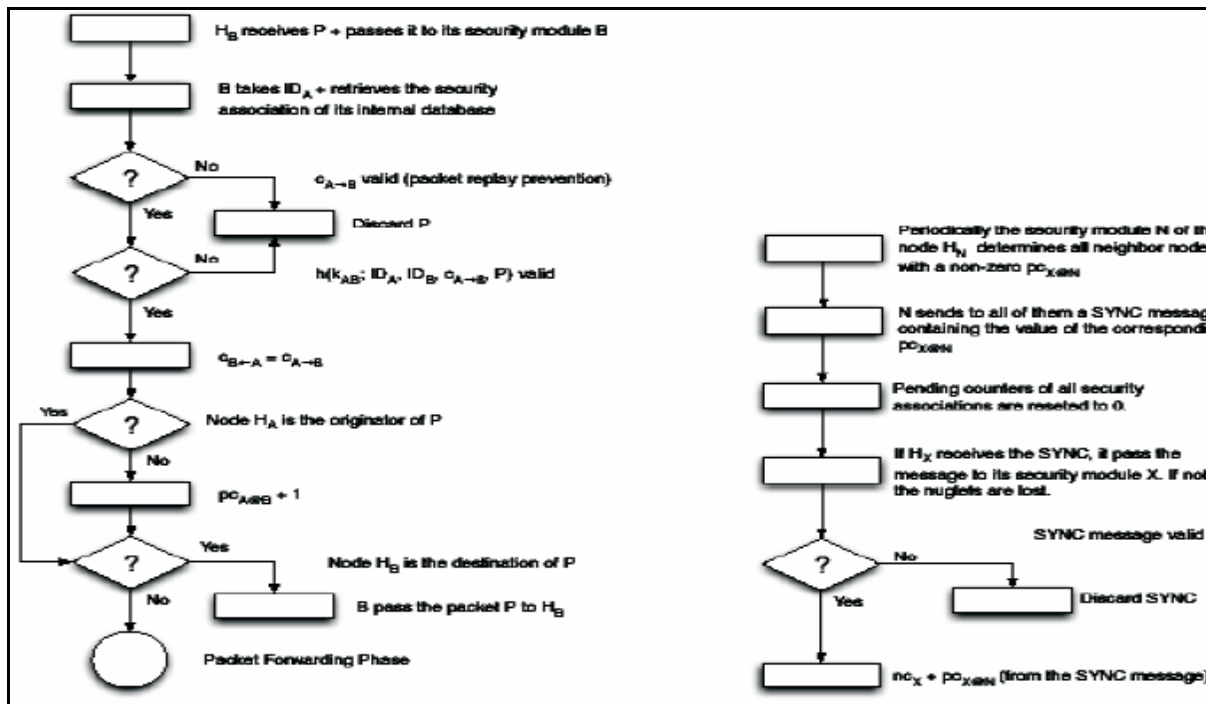 H_B receives P + passes it to its security module B
B takes ID_A + retrieves the security
association of its internal database
?
No
c_A→B valid (packet replay prevention)
Yes
Discard P
?
No
h(k_AB; ID_A, ID_B, c_A→B, P) valid
Yes
c_B←A = c_A→B
Yes
?
Node H_A is the originator of P
No
pc_A@B + 1
?
Yes
Node H_B is the destination of P
No
B pass the packet P to H_B
Packet Forwarding Phase
Periodically the security module N of th
node H_N determines all neighbor node
with a non-zero pc_X@N
N sends to all of them a SYNC messag
containing the value of the correspondi
pc_X@N
Pending counters of all security
associations are reseted to 0.
If H_X receives the SYNC, it pass the
message to its security module X. If not
the nuglets are lost.
SYNC message valid
?
No
Yes
Discard SYNC
nc_X + pc_X@N (from the SYNC message)